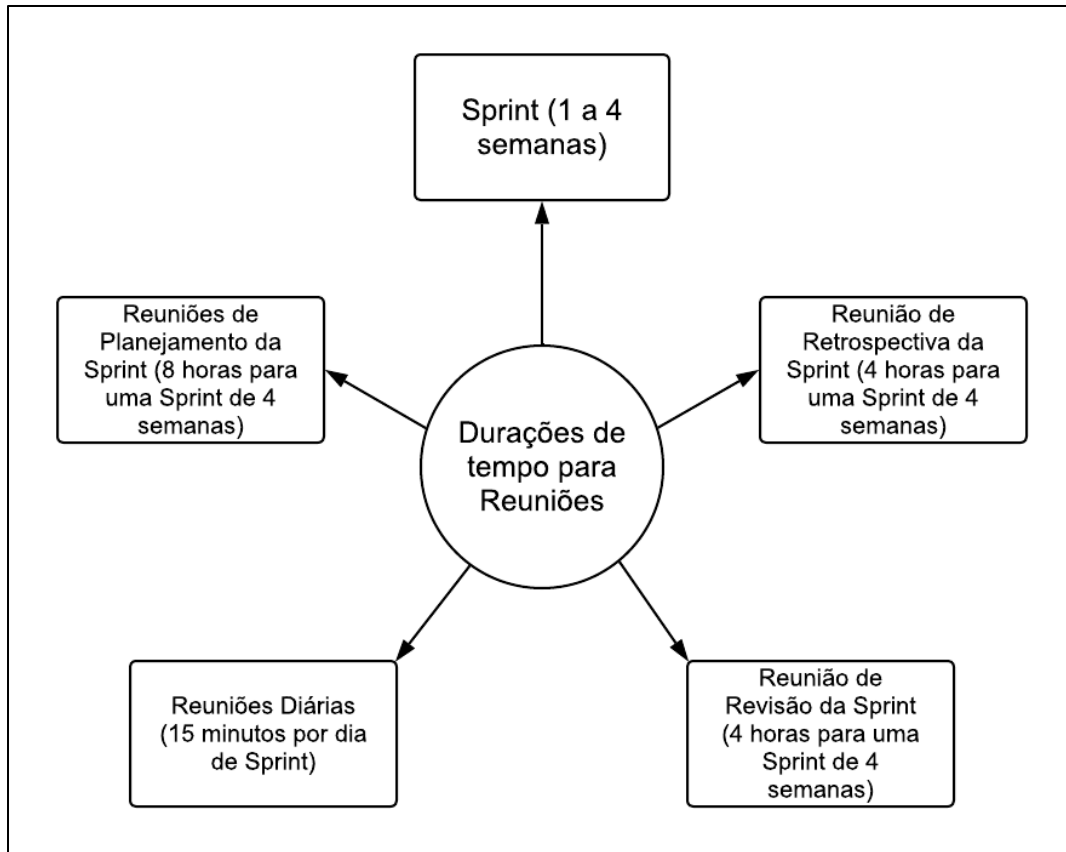 Sprint (1 a 4
semanas)
Reuniões de
Planejamento da
Sprint (8 horas para
uma Sprint de 4
semanas)
Reunião de
Retrospectiva da
Sprint (4 horas para
uma Sprint de 4
semanas)
Durações de
tempo para
Reuniões
Reuniões Diárias
(15 minutos por dia
de Sprint)
Reunião de
Revisão da Sprint
(4 horas para uma
Sprint de 4
semanas)